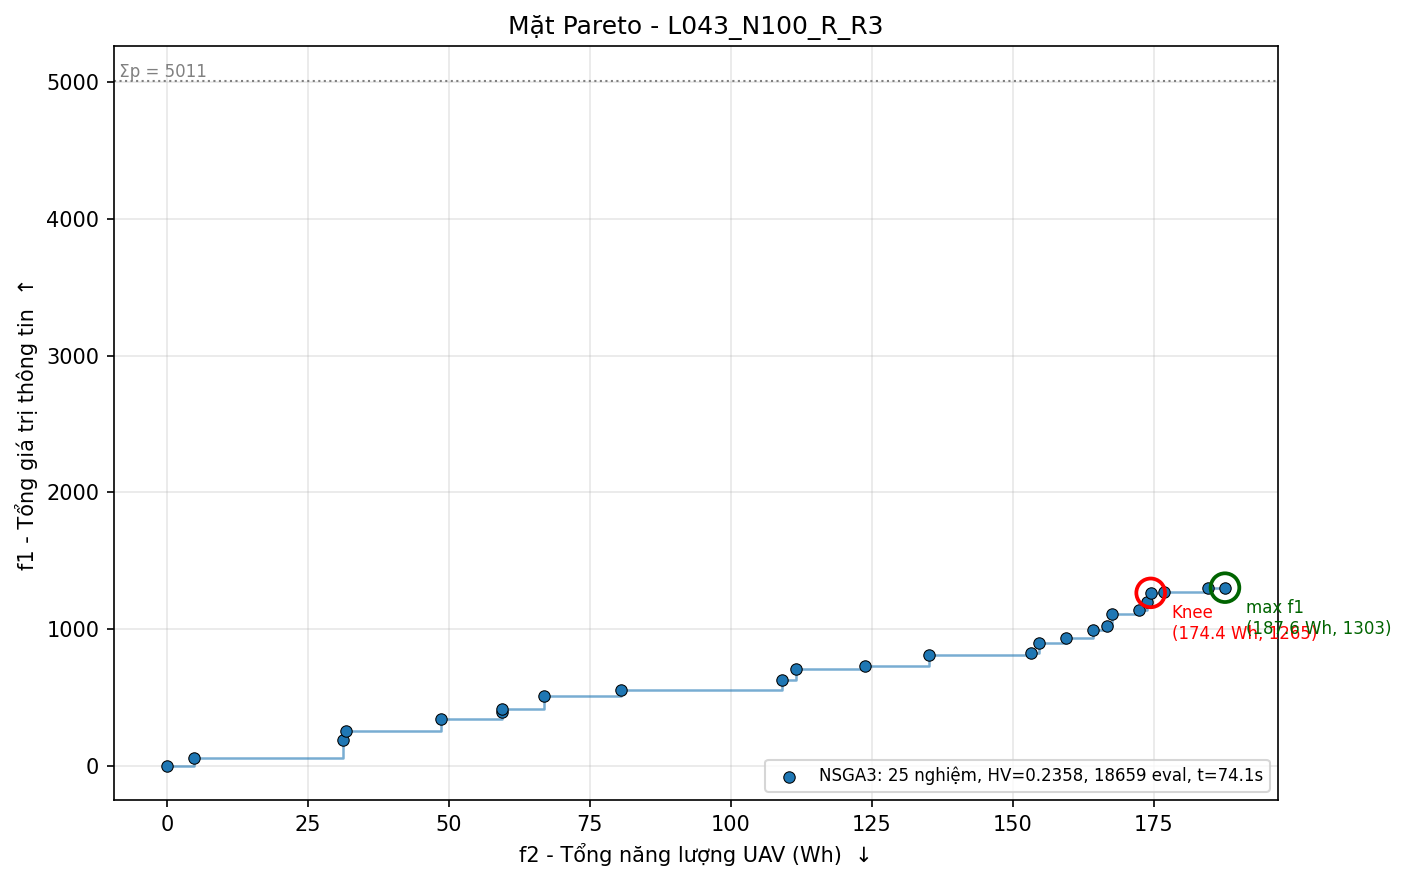 Mặt Pareto - L043_N100_R_R3
Σp = 5011
5000
4000
3000
2000
1000
0
f1 - Tổng giá trị thông tin ↑
Knee
(174.4 Wh, 1265)
max f1
(187.6 Wh, 1303)
NSGA3: 25 nghiệm, HV=0.2358, 18659 eval, t=74.1s
0 25 50 75 100 125 150 175
f2 - Tổng năng lượng UAV (Wh) ↓